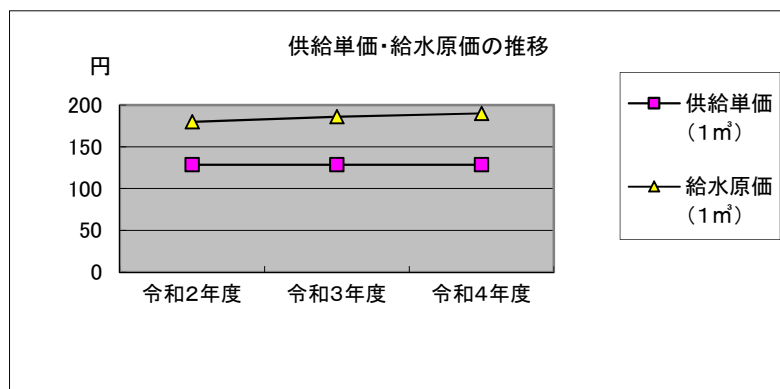 供給単価・給水原価の推移
円
200
150
100
50
0
令和2年度 令和3年度 令和4年度
供給単価
(1㎥)
給水原価
(1㎥)